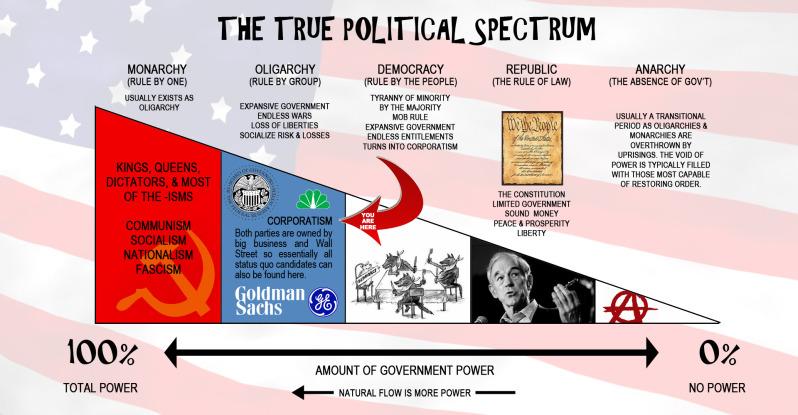 THE TRUE POLITICAL SPECTRUM
MONARCHY
(RULE BY ONE)
USUALLY EXISTS AS
OLIGARCHY
OLIGARCHY
(RULE BY GROUP)
EXPANSIVE GOVERNMENT
ENDLESS WARS
LOSS OF LIBERTIES
SOCIALIZE RISK & LOSSES
DEMOCRACY
(RULE BY THE PEOPLE)
TYRANNY OF MINORITY
BY THE MAJORITY
MOB RULE
EXPANSIVE GOVERNMENT
ENDLESS ENTITLEMENTS
TURNS INTO CORPORATISM
REPUBLIC
(THE RULE OF LAW)
We the People
THE CONSTITUTION
LIMITED GOVERNMENT
SOUND MONEY
PEACE & PROSPERITY
LIBERTY
ANARCHY
(THE ABSENCE OF GOV'T)
USUALLY A TRANSITIONAL
PERIOD AS OLIGARCHIES &
MONARCHIES ARE
OVERTHROWN BY
UPRISINGS. THE VOID OF
POWER IS TYPICALLY FILLED
WITH THOSE MOST CAPABLE
OF RESTORING ORDER.
KINGS, QUEENS,
DICTATORS, & MOST
OF THE -ISMS
COMMUNISM
SOCIALISM
NATIONALISM
FASCISM
CORPORATISM
Both parties are owned by
big business and Wall
Street so essentially all
status quo candidates can
also be found here.
Goldman
Sachs
GE
YOU
ARE
HERE
100%
TOTAL POWER
AMOUNT OF GOVERNMENT POWER
NATURAL FLOW IS MORE POWER
0%
NO POWER